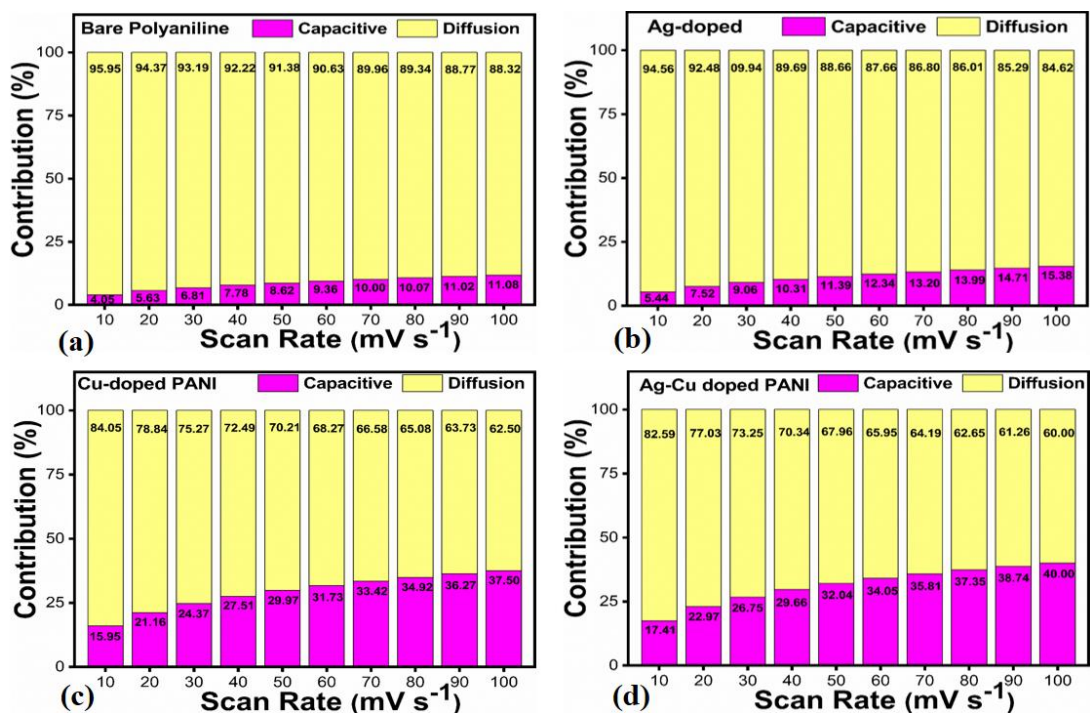 Bare Polyaniline Capacitive Diffusion
Contribution (%)
100
75
50
25
0
95.95 94.37 93.19 92.22 91.38 90.63 89.96 89.34 88.77 88.32
4.05 5.63 6.81 7.78 8.62 9.36 10.00 10.07 11.02 11.08
10 20 30 40 50 60 70 80 90 100
(a) Scan Rate (mV s-1)
Ag-doped Capacitive Diffusion
Contribution (%)
100
75
50
25
0
94.56 92.48 09.94 89.69 88.66 87.66 86.80 86.01 85.29 84.62
5.44 7.52 9.06 10.31 11.39 12.34 13.20 13.99 14.71 15.38
10 20 30 40 50 60 70 80 90 100
(b) Scan Rate (mV s-1)
Cu-doped PANI Capacitive Diffusion
Contribution (%)
100
75
50
25
0
84.05 78.84 75.27 72.49 70.21 68.27 66.58 65.08 63.73 62.50
15.95 21.16 24.37 27.51 29.97 31.73 33.42 34.92 36.27 37.50
10 20 30 40 50 60 70 80 90 100
(c) Scan Rate (mV s-1)
Ag-Cu doped PANI Capacitive Diffusion
Contribution (%)
100
75
50
25
0
82.59 77.03 73.25 70.34 67.96 65.95 64.19 62.65 61.26 60.00
17.41 22.97 26.75 29.66 32.04 34.05 35.81 37.35 38.74 40.00
10 20 30 40 50 60 70 80 90 100
(d) Scan Rate (mV s-1)